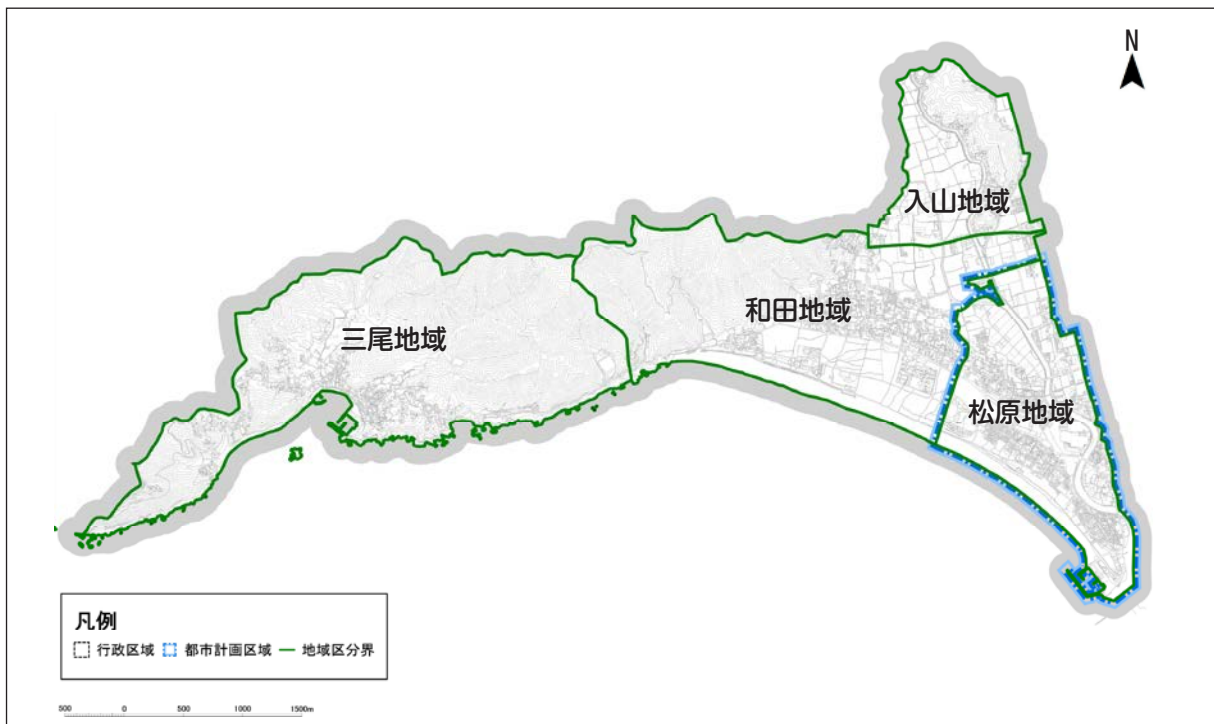 N
入山地域
和田地域
三尾地域
松原地域
凡例
行政区域 都市計画区域 地域区分界
500 0 500 1000 1500m